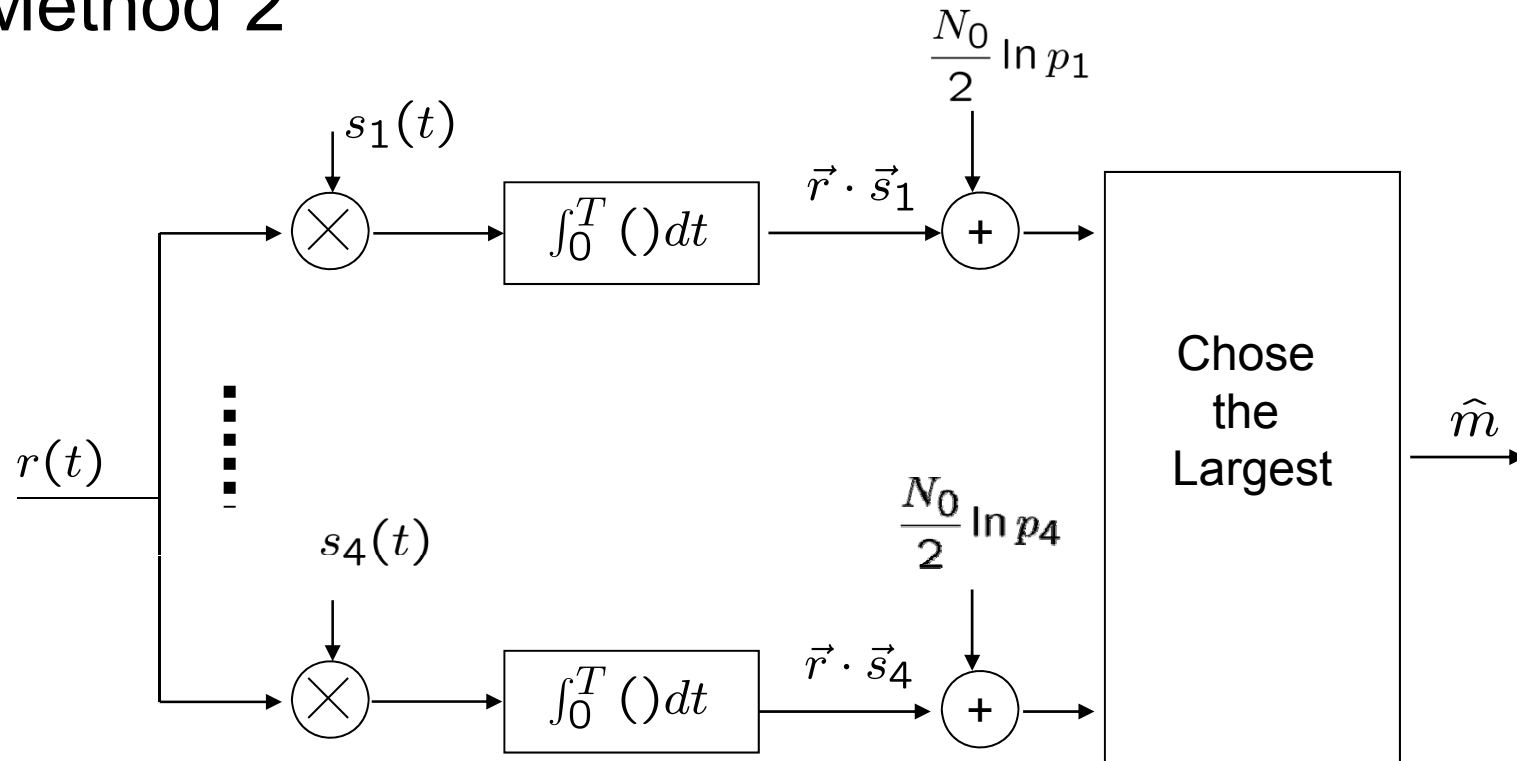 Method 2
N₀/2 ln p₁
s₁(t)
r⃗ · s⃗₁
∫₀ᵀ ()dt
+
Chose
the
Largest
m̂
r(t)
N₀/2 ln p₄
s₄(t)
r⃗ · s⃗₄
∫₀ᵀ ()dt
+